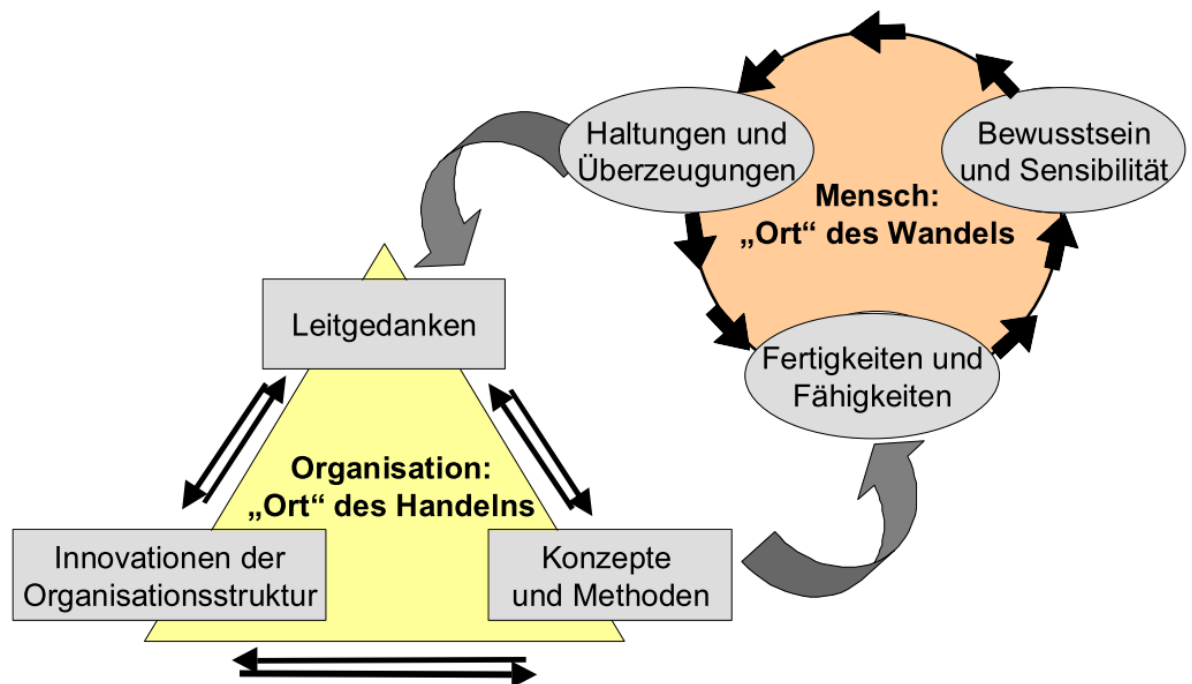 Haltungen und
Überzeugungen
Bewusstsein
und Sensibilität
Mensch:
„Ort“ des Wandels
Leitgedanken
Fertigkeiten und
Fähigkeiten
Organisation:
„Ort“ des Handelns
Innovationen der
Organisationsstruktur
Konzepte
und Methoden